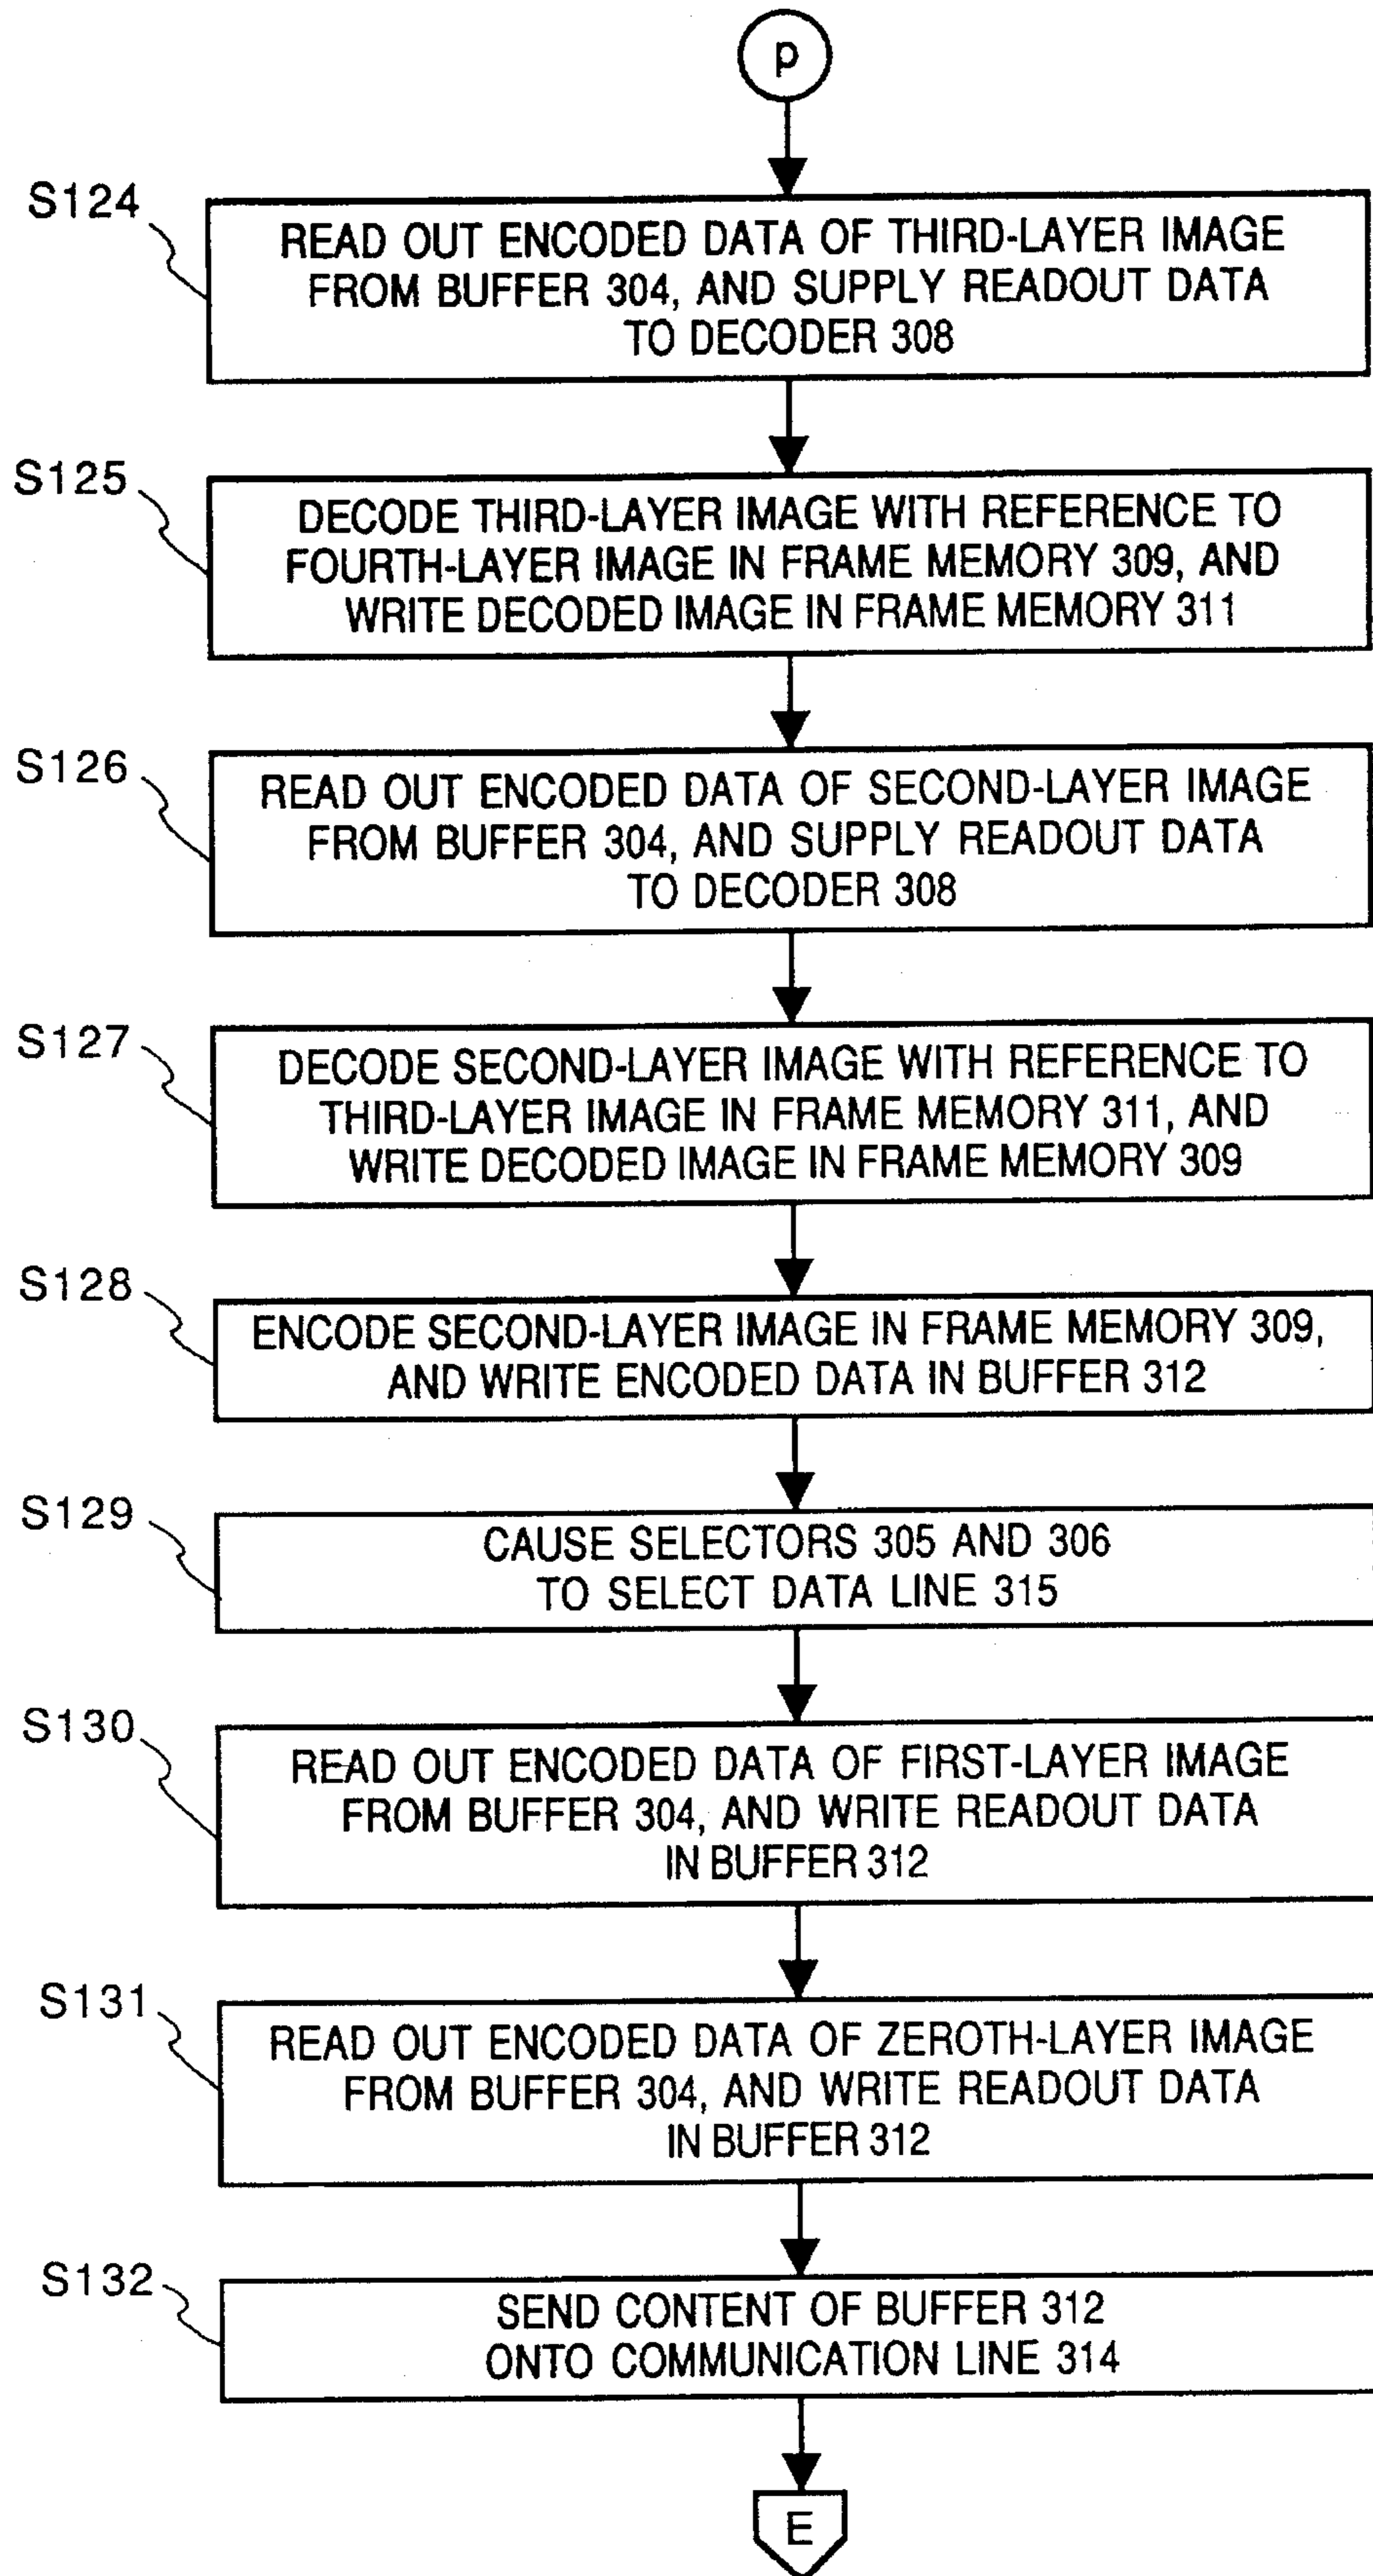 p
S124
READ OUT ENCODED DATA OF THIRD-LAYER IMAGE
FROM BUFFER 304, AND SUPPLY READOUT DATA
TO DECODER 308
S125
DECODE THIRD-LAYER IMAGE WITH REFERENCE TO
FOURTH-LAYER IMAGE IN FRAME MEMORY 309, AND
WRITE DECODED IMAGE IN FRAME MEMORY 311
S126
READ OUT ENCODED DATA OF SECOND-LAYER IMAGE
FROM BUFFER 304, AND SUPPLY READOUT DATA
TO DECODER 308
S127
DECODE SECOND-LAYER IMAGE WITH REFERENCE TO
THIRD-LAYER IMAGE IN FRAME MEMORY 311, AND
WRITE DECODED IMAGE IN FRAME MEMORY 309
S128
ENCODE SECOND-LAYER IMAGE IN FRAME MEMORY 309,
AND WRITE ENCODED DATA IN BUFFER 312
S129
CAUSE SELECTORS 305 AND 306
TO SELECT DATA LINE 315
S130
READ OUT ENCODED DATA OF FIRST-LAYER IMAGE
FROM BUFFER 304, AND WRITE READOUT DATA
IN BUFFER 312
S131
READ OUT ENCODED DATA OF ZEROTH-LAYER IMAGE
FROM BUFFER 304, AND WRITE READOUT DATA
IN BUFFER 312
S132
SEND CONTENT OF BUFFER 312
ONTO COMMUNICATION LINE 314
E